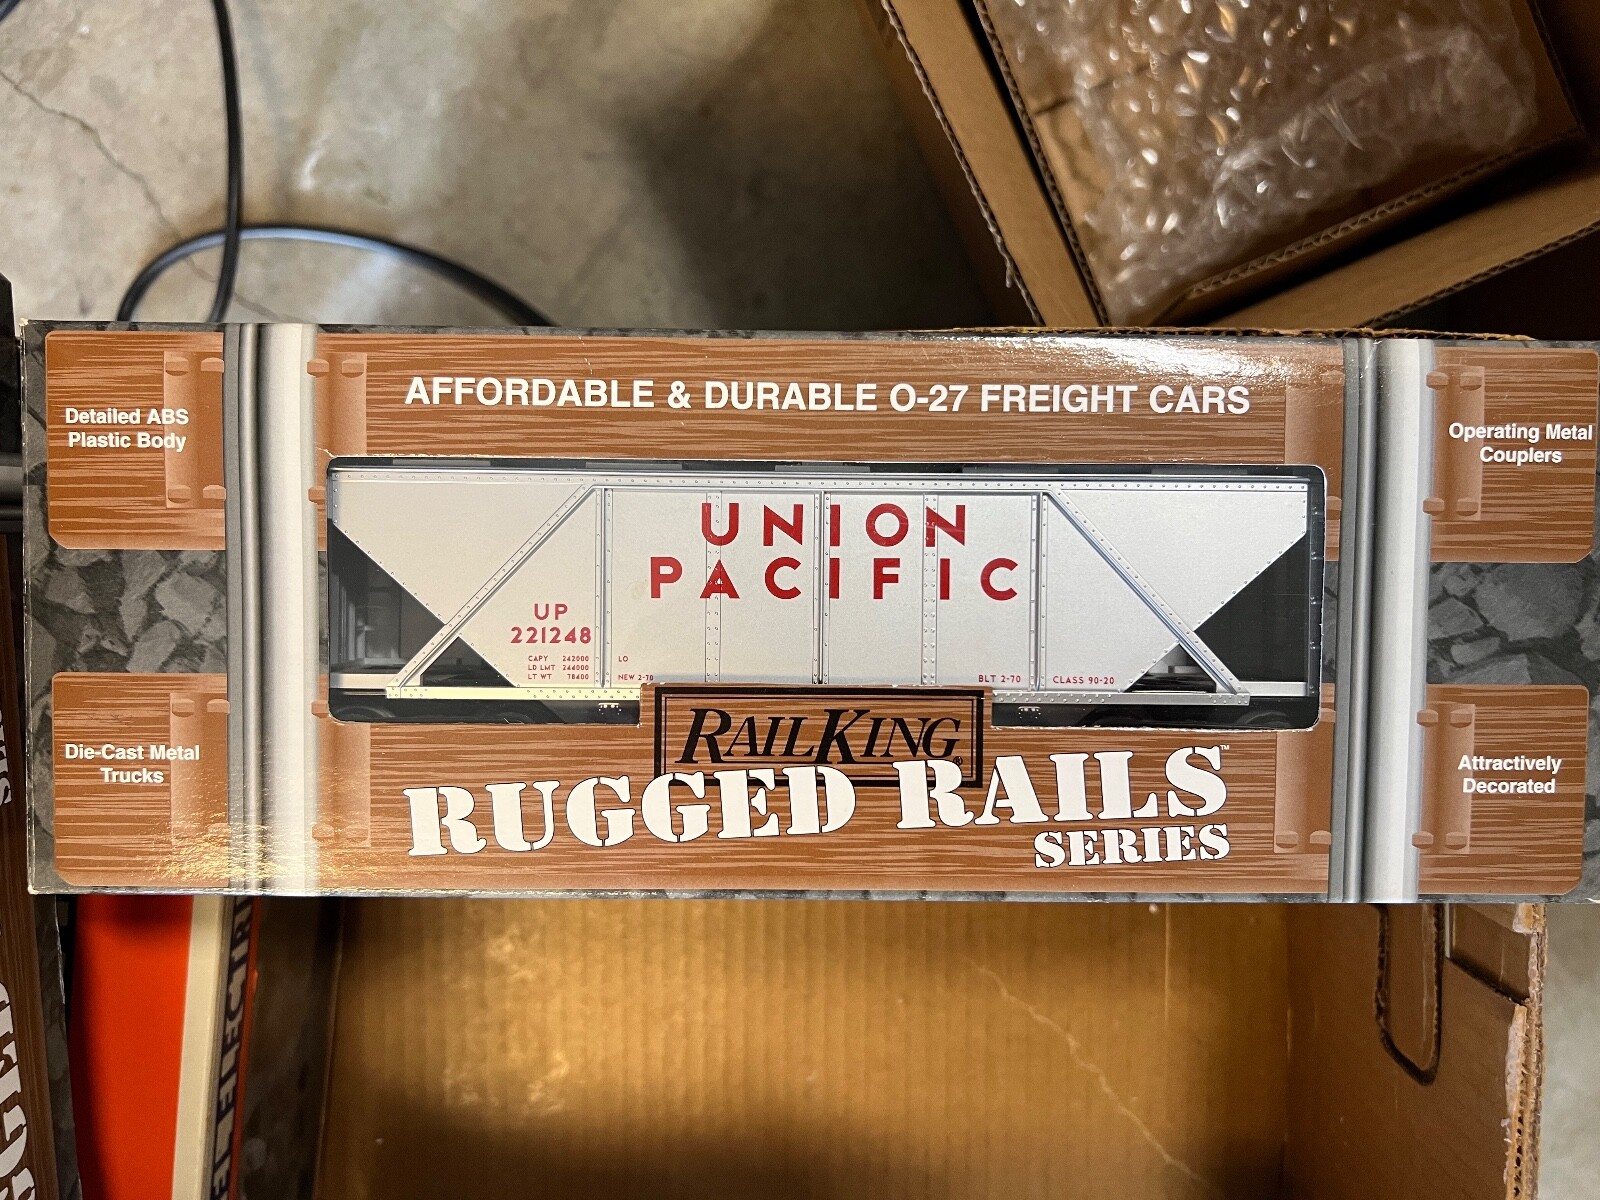 AFFORDABLE & DURABLE O-27 FREIGHT CARS
Detailed ABS
Plastic Body
Operating Metal
Couplers
UNION
PACIFIC
UP
221248
CAPY 242000
LD LMT 244000
LT WT 78400
LO
NEW 2-70
BLT 2-70
CLASS 90-20
Die-Cast Metal
Trucks
RAILKING®
RUGGED RAILS™
SERIES
Attractively
Decorated